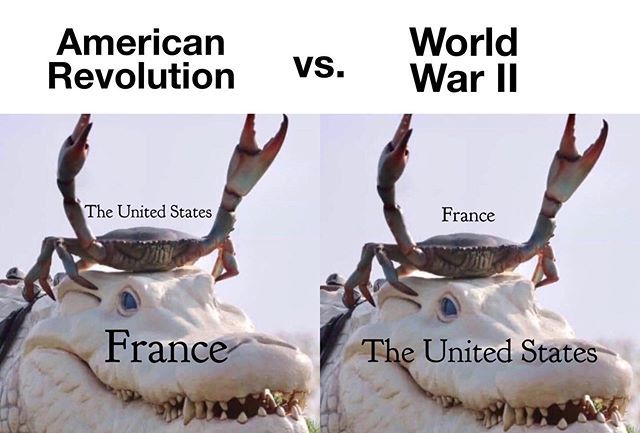 American
Revolution
vs.
World
War II
The United States
France
France
The United States